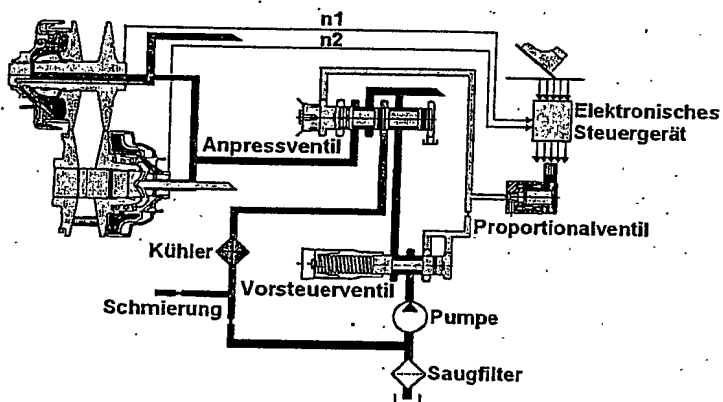 n1
n2
Elektronisches
Steuergerät
Anpressventil
Proportionalventil
Kühler
Vorsteuerventil
Schmierung
Pumpe
Saugfilter